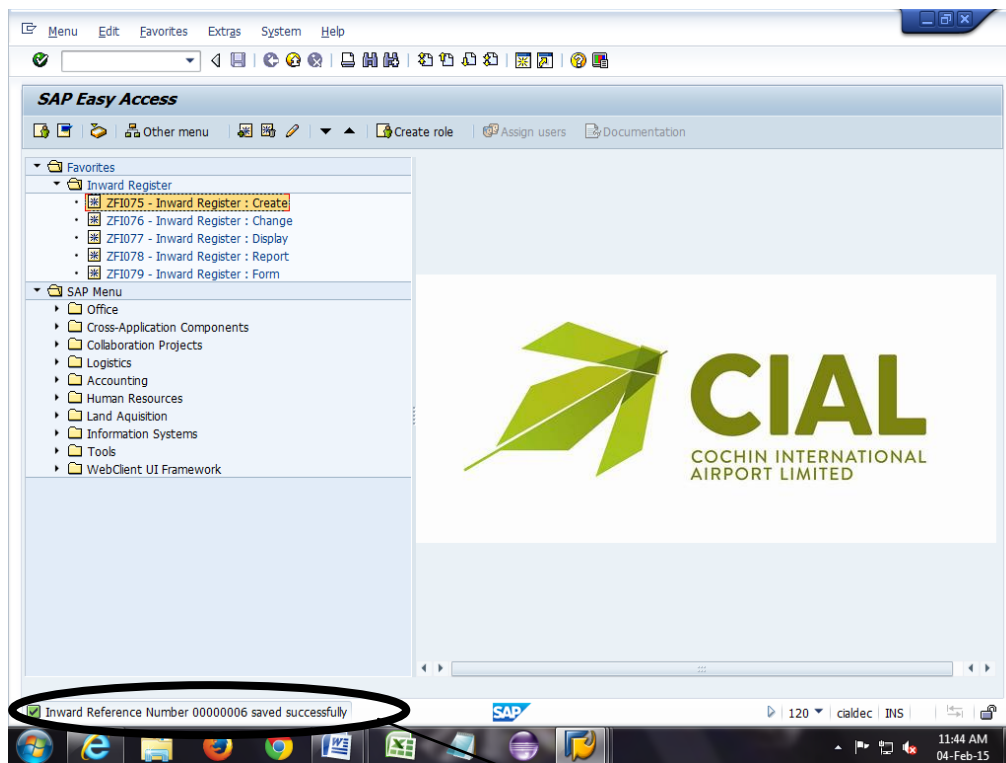 Menu Edit Favorites Extras System Help
SAP Easy Access
Other menu Create role Assign users Documentation
Favorites
Inward Register
ZFI075 - Inward Register : Create
ZFI076 - Inward Register : Change
ZFI077 - Inward Register : Display
ZFI078 - Inward Register : Report
ZFI079 - Inward Register : Form
SAP Menu
Office
Cross-Application Components
Collaboration Projects
Logistics
Accounting
Human Resources
Land Aquisition
Information Systems
Tools
WebClient UI Framework
CIAL
COCHIN INTERNATIONAL
AIRPORT LIMITED
Inward Reference Number 00000006 saved successfully SAP 120 cialdec INS
11:44 AM
04-Feb-15